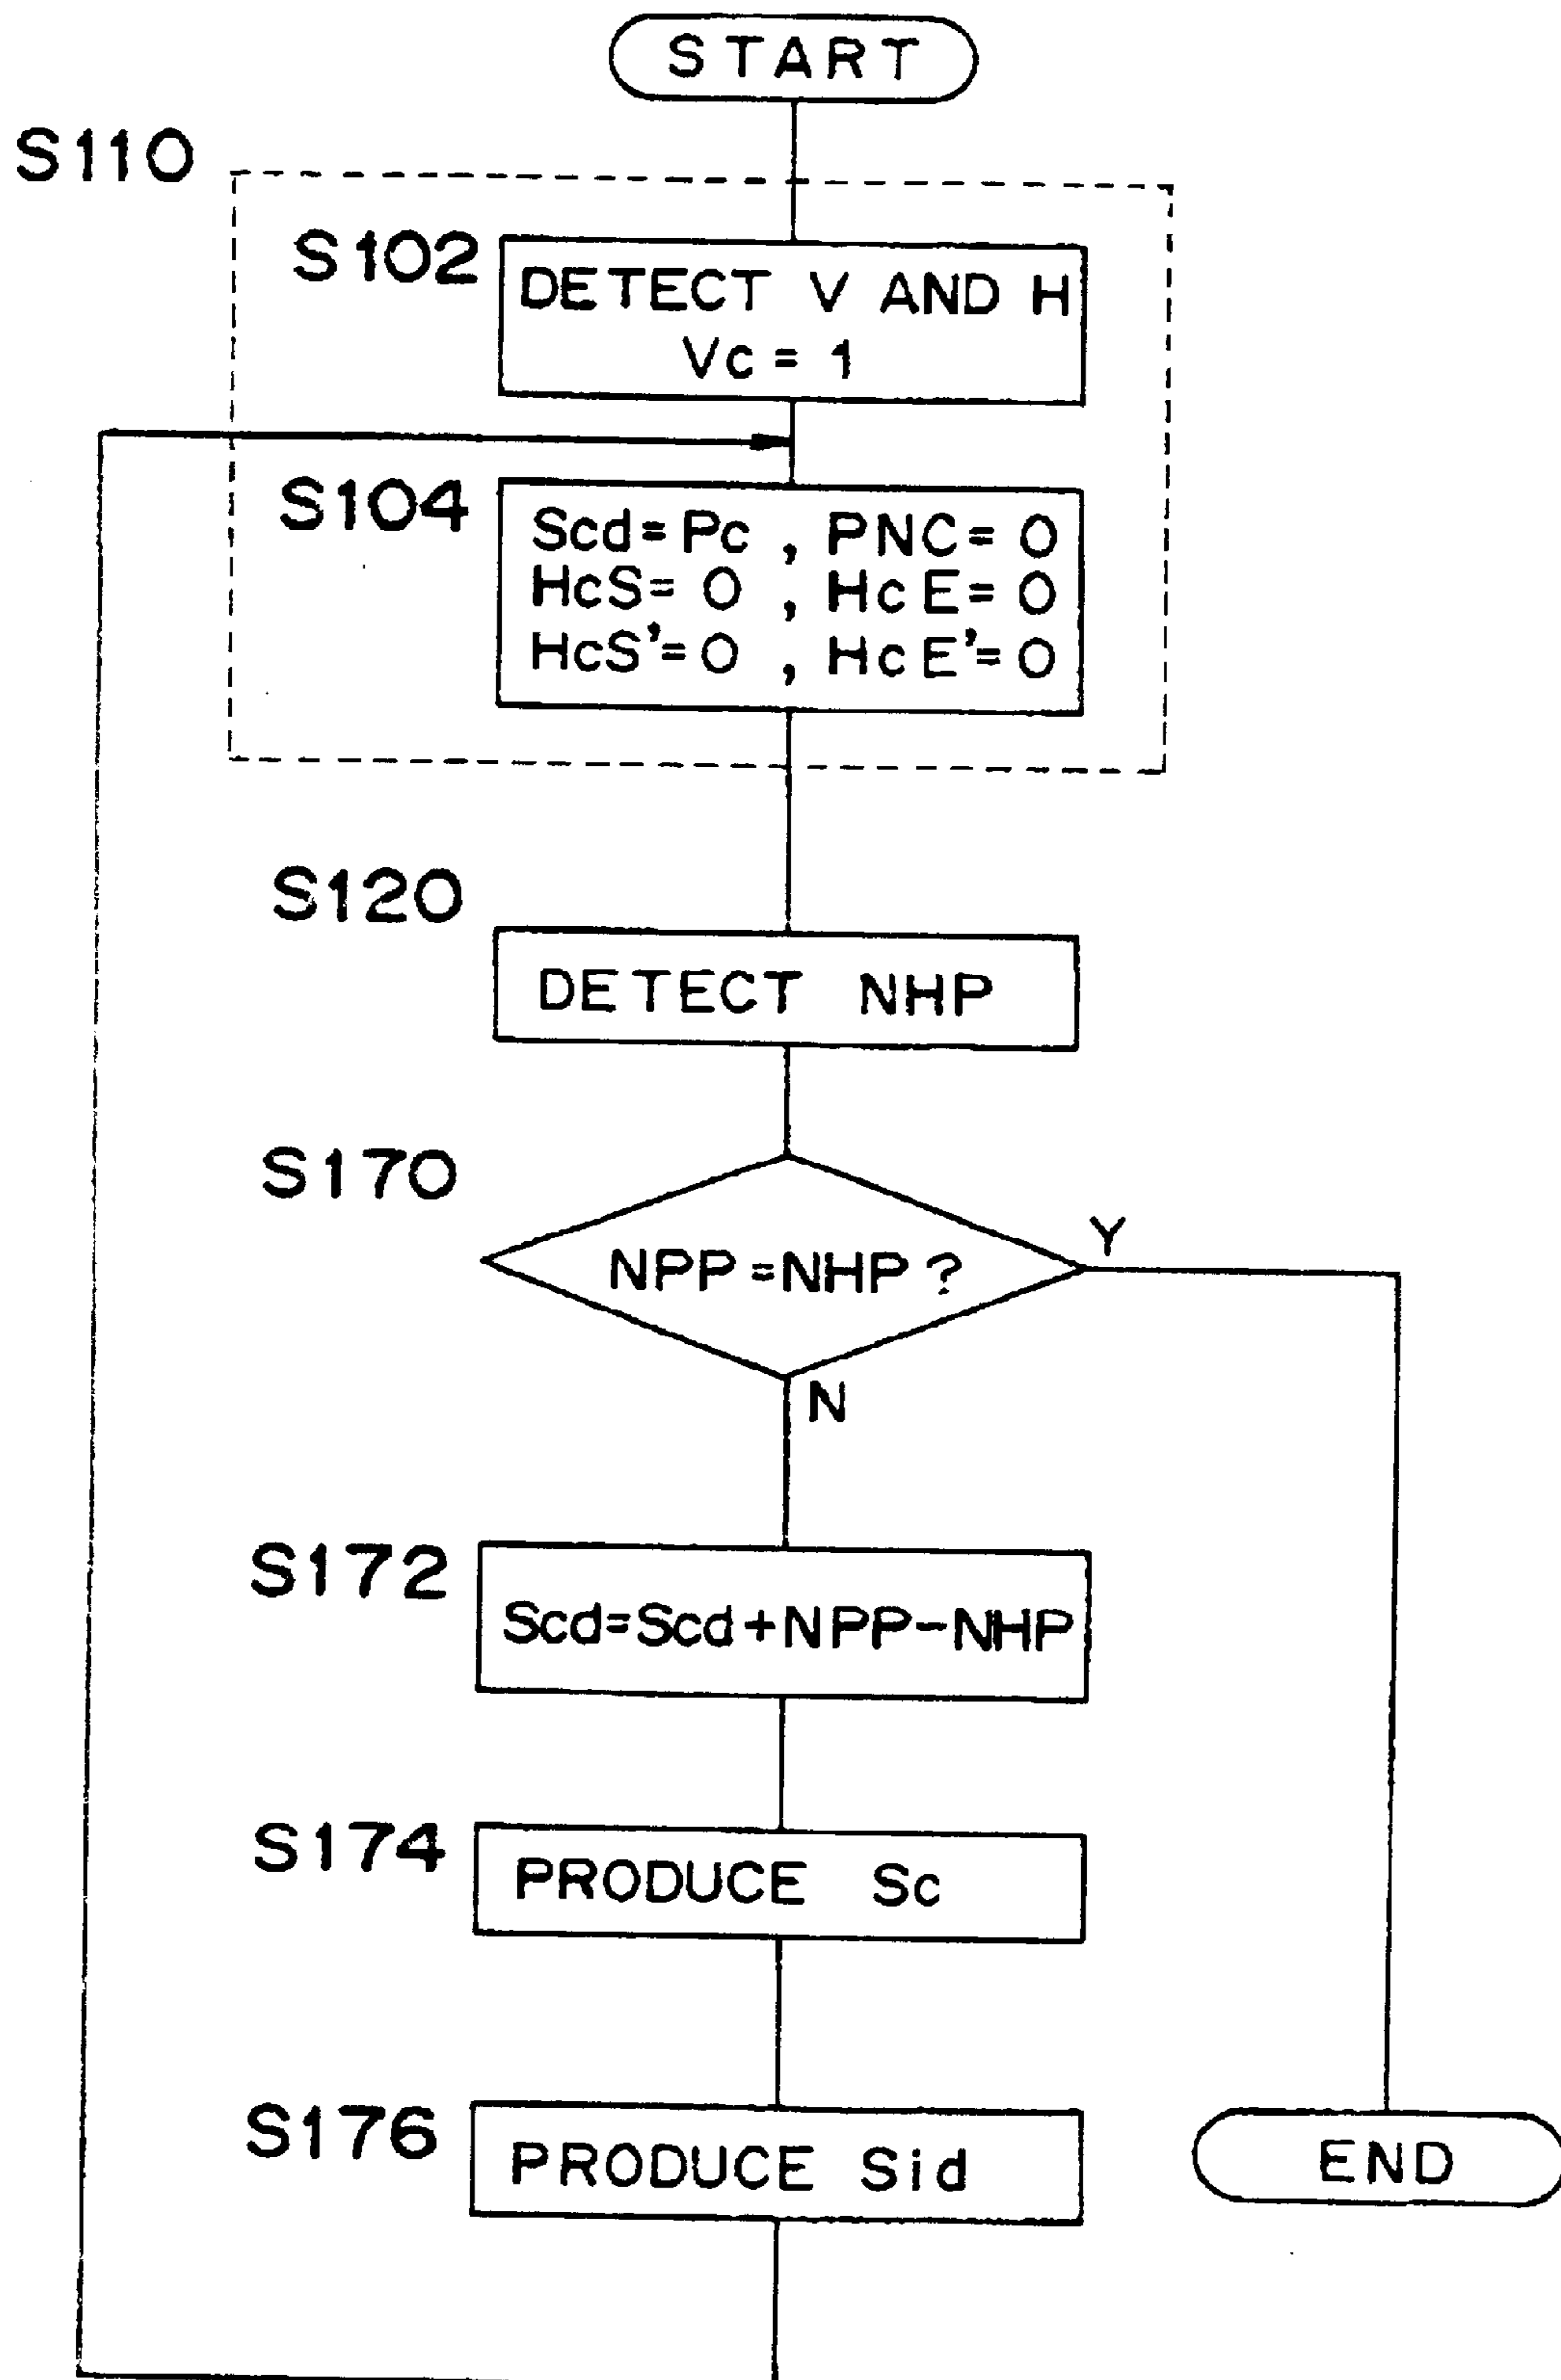 START
S110
S102
DETECT V AND H
Vc = 1
S104
Scd = Pc , PNC = 0
HcS = 0 , HcE = 0
HcS' = 0 , HcE' = 0
S120
DETECT NHP
S170
NPP = NHP ?
Y
N
S172
Scd = Scd + NPP - NHP
S174
PRODUCE Sc
S176
PRODUCE Sid
END